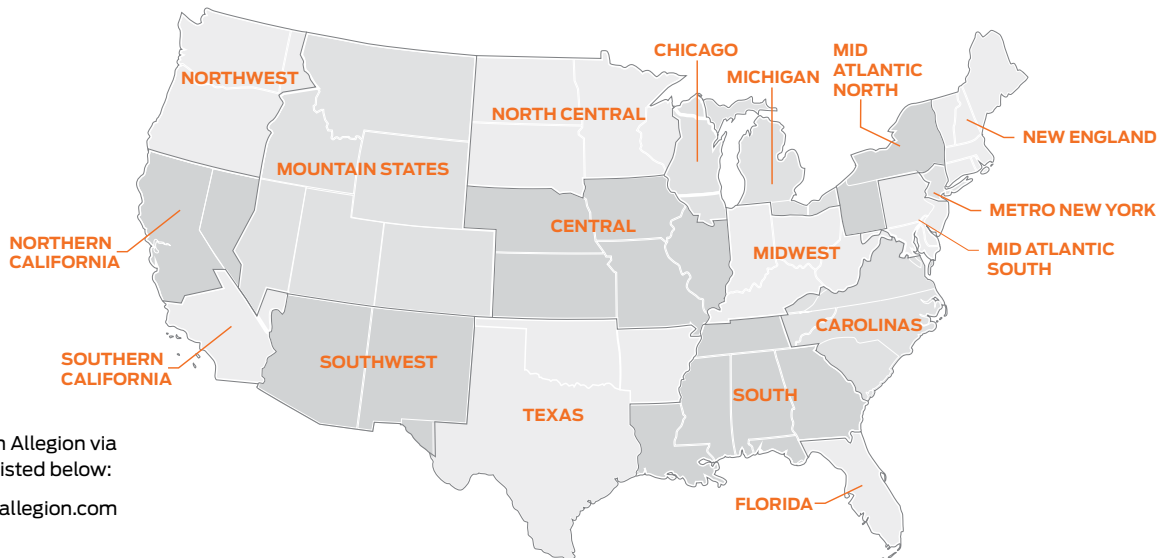 CHICAGO
MID
ATLANTIC
NORTH
MICHIGAN
NORTHWEST
NORTH CENTRAL
NEW ENGLAND
MOUNTAIN STATES
METRO NEW YORK
CENTRAL
NORTHERN
CALIFORNIA
MIDWEST
MID ATLANTIC
SOUTH
CAROLINAS
SOUTHERN
CALIFORNIA
SOUTHWEST
SOUTH
TEXAS
FLORIDA
Allegion via
isted below:
allegion.com